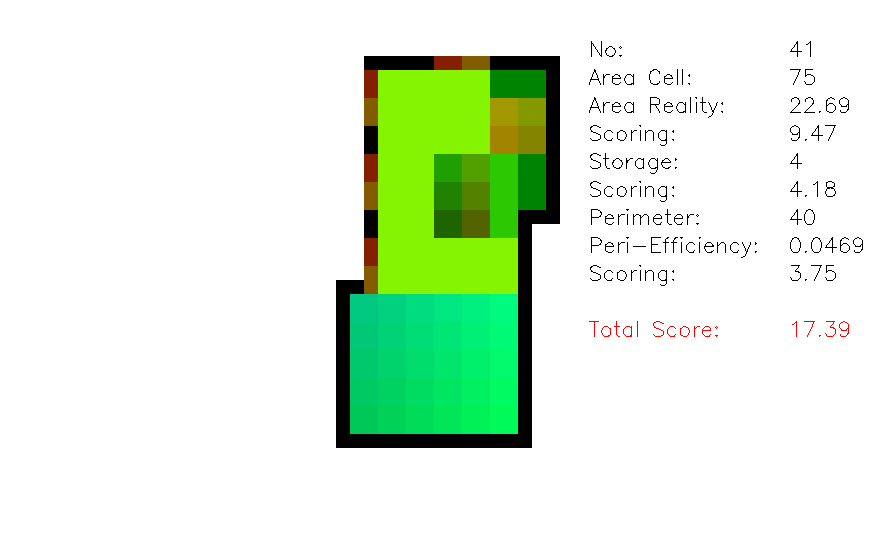 No: 41
Area Cell: 75
Area Reality: 22.69
Scoring: 9.47
Storage: 4
Scoring: 4.18
Perimeter: 40
Peri-Efficiency: 0.0469
Scoring: 3.75
Total Score: 17.39